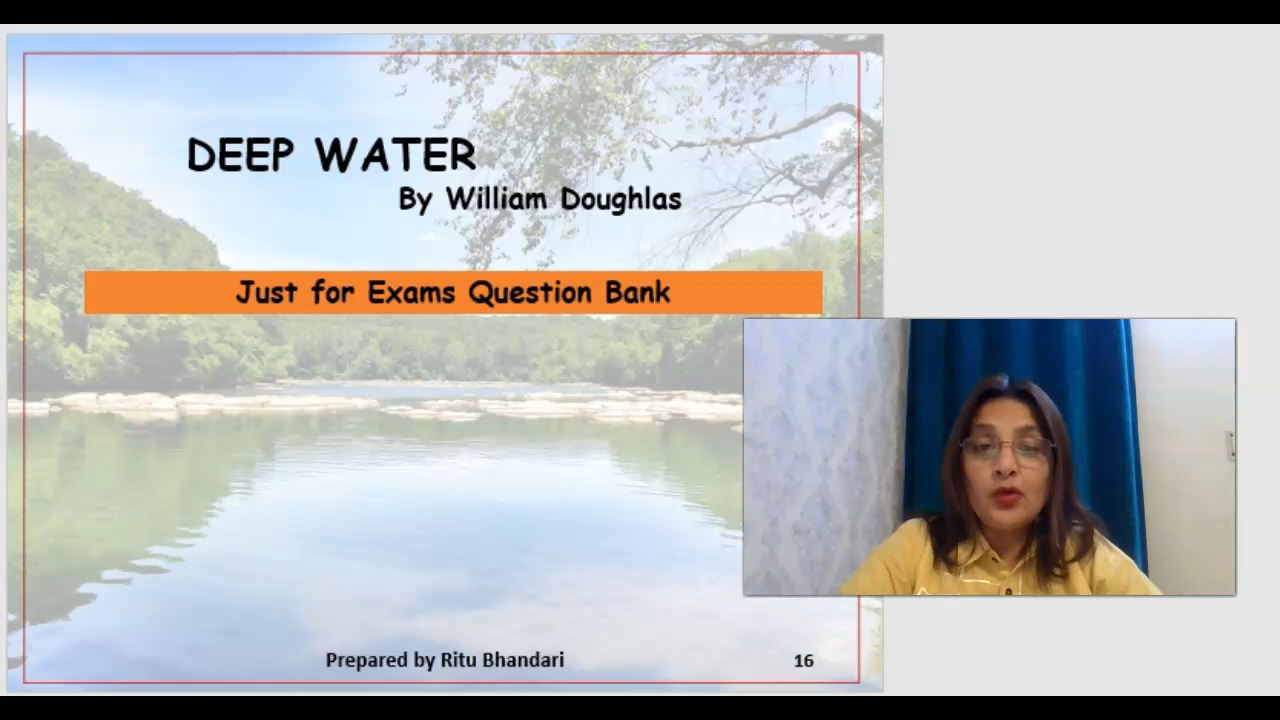 DEEP WATER
By William Doughlas
Just for Exams Question Bank
Prepared by Ritu Bhandari
16